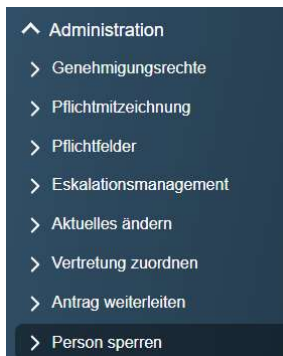 Administration
Genehmigungsrechte
Pflichtmitzeichnung
Pflichtfelder
Eskalationsmanagement
Aktuelles ändern
Vertretung zuordnen
Antrag weiterleiten
Person sperren